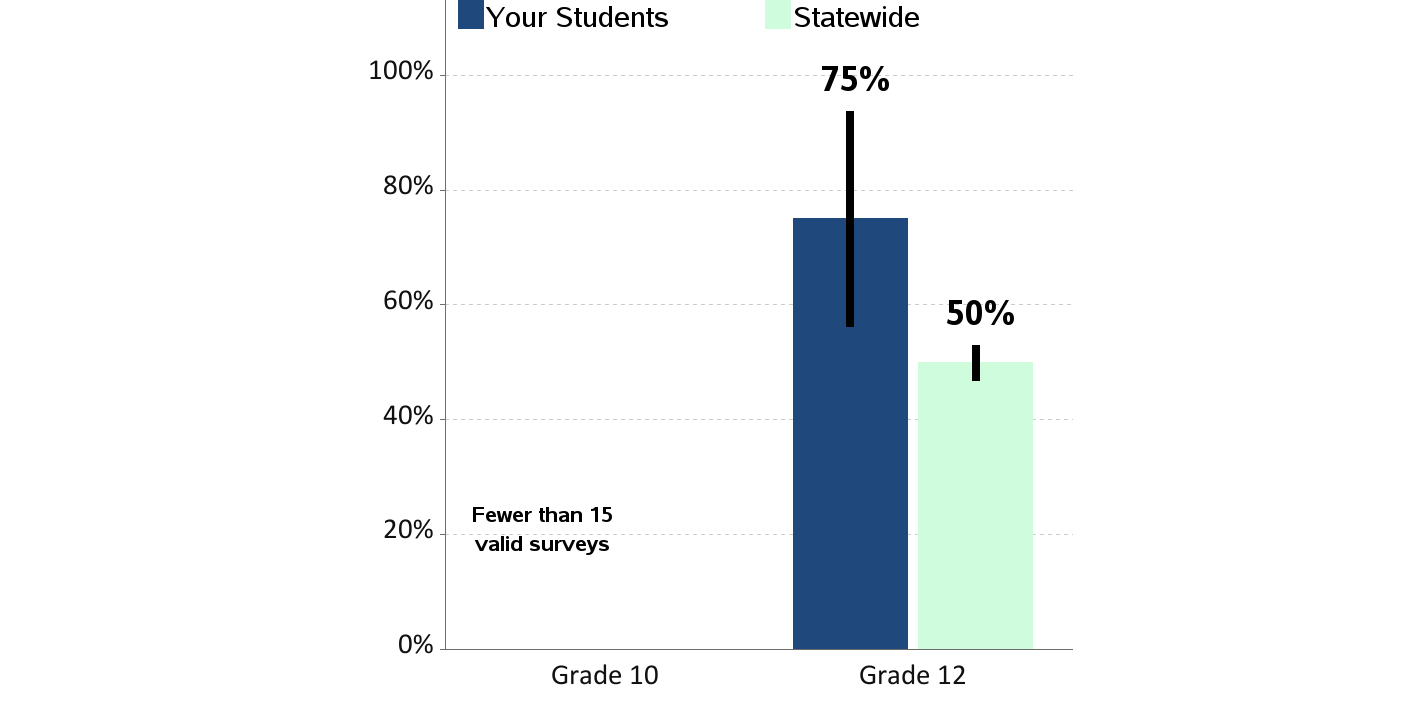 Your Students Statewide
100%
75%
80%
60%
50%
40%
Fewer than 15
20%
valid surveys
0%
Grade 10 Grade 12